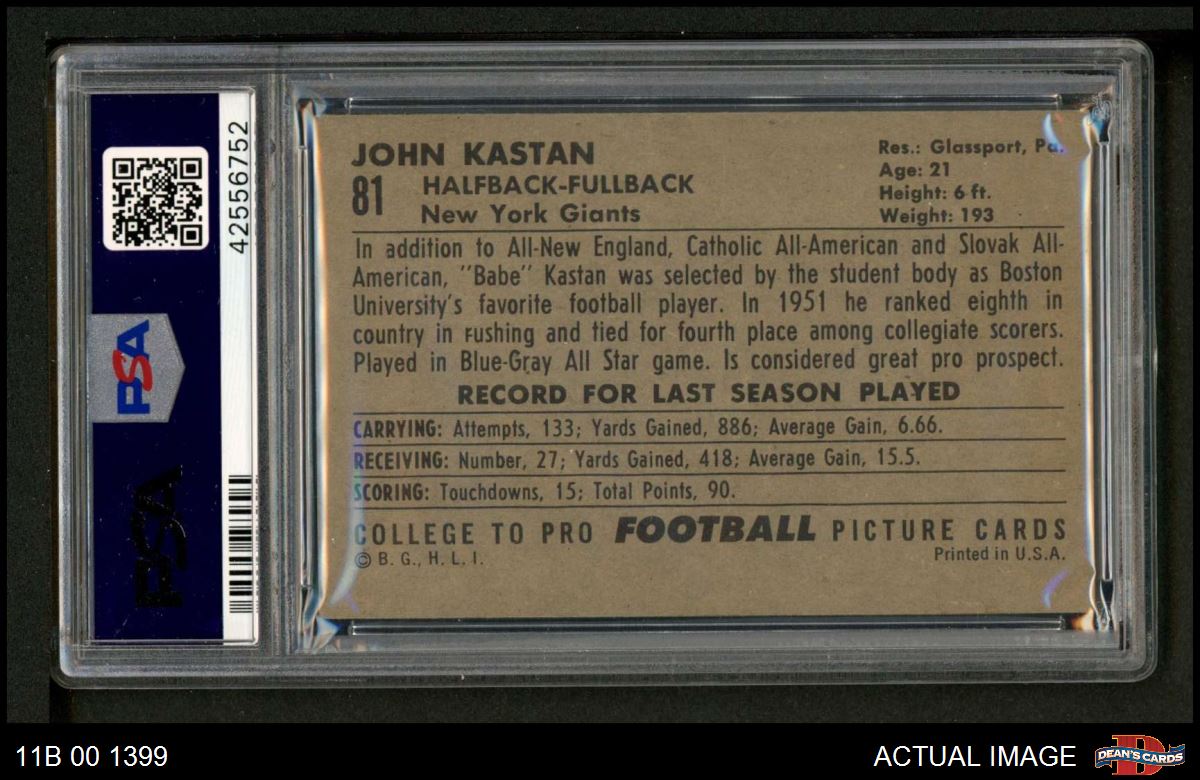 42556752
PSA
PSA
JOHN KASTAN
81 HALFBACK-FULLBACK
New York Giants
Res.: Glassport, Pa.
Age: 21
Height: 6 ft.
Weight: 193
In addition to All-New England, Catholic All-American and Slovak All-
American, "Babe" Kastan was selected by the student body as Boston
University's favorite football player. In 1951 he ranked eighth in
country in rushing and tied for fourth place among collegiate scorers.
Played in Blue-Gray All Star game. Is considered great pro prospect.
RECORD FOR LAST SEASON PLAYED
CARRYING: Attempts, 133; Yards Gained, 886; Average Gain, 6.66.
RECEIVING: Number, 27; Yards Gained, 418; Average Gain, 15.5.
SCORING: Touchdowns, 15; Total Points, 90.
COLLEGE TO PRO FOOTBALL PICTURE CARDS
© B. G., H. L. I.
Printed in U.S.A.
11B 00 1399
ACTUAL IMAGE
DEAN'S CARDS